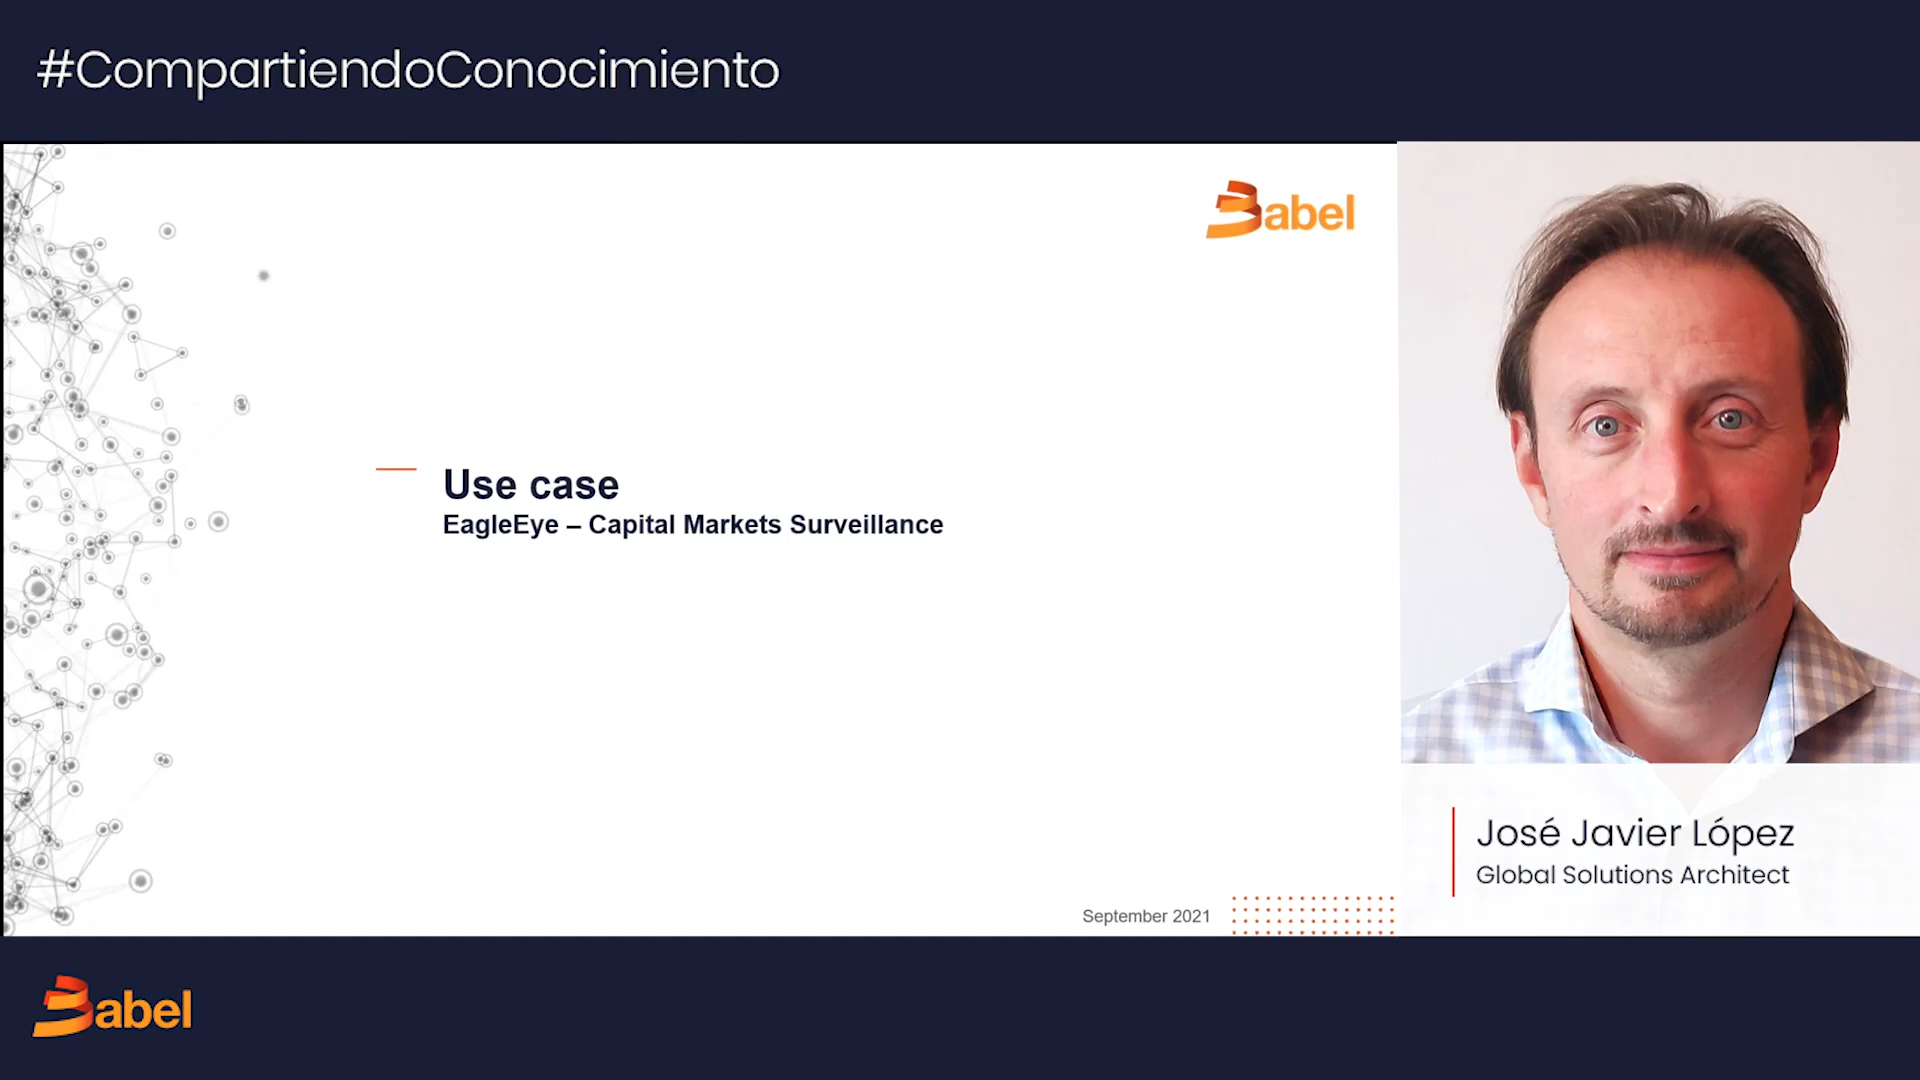 #CompartiendoConocimiento
Babel
Use case
EagleEye – Capital Markets Surveillance
José Javier López
Global Solutions Architect
September 2021
Babel